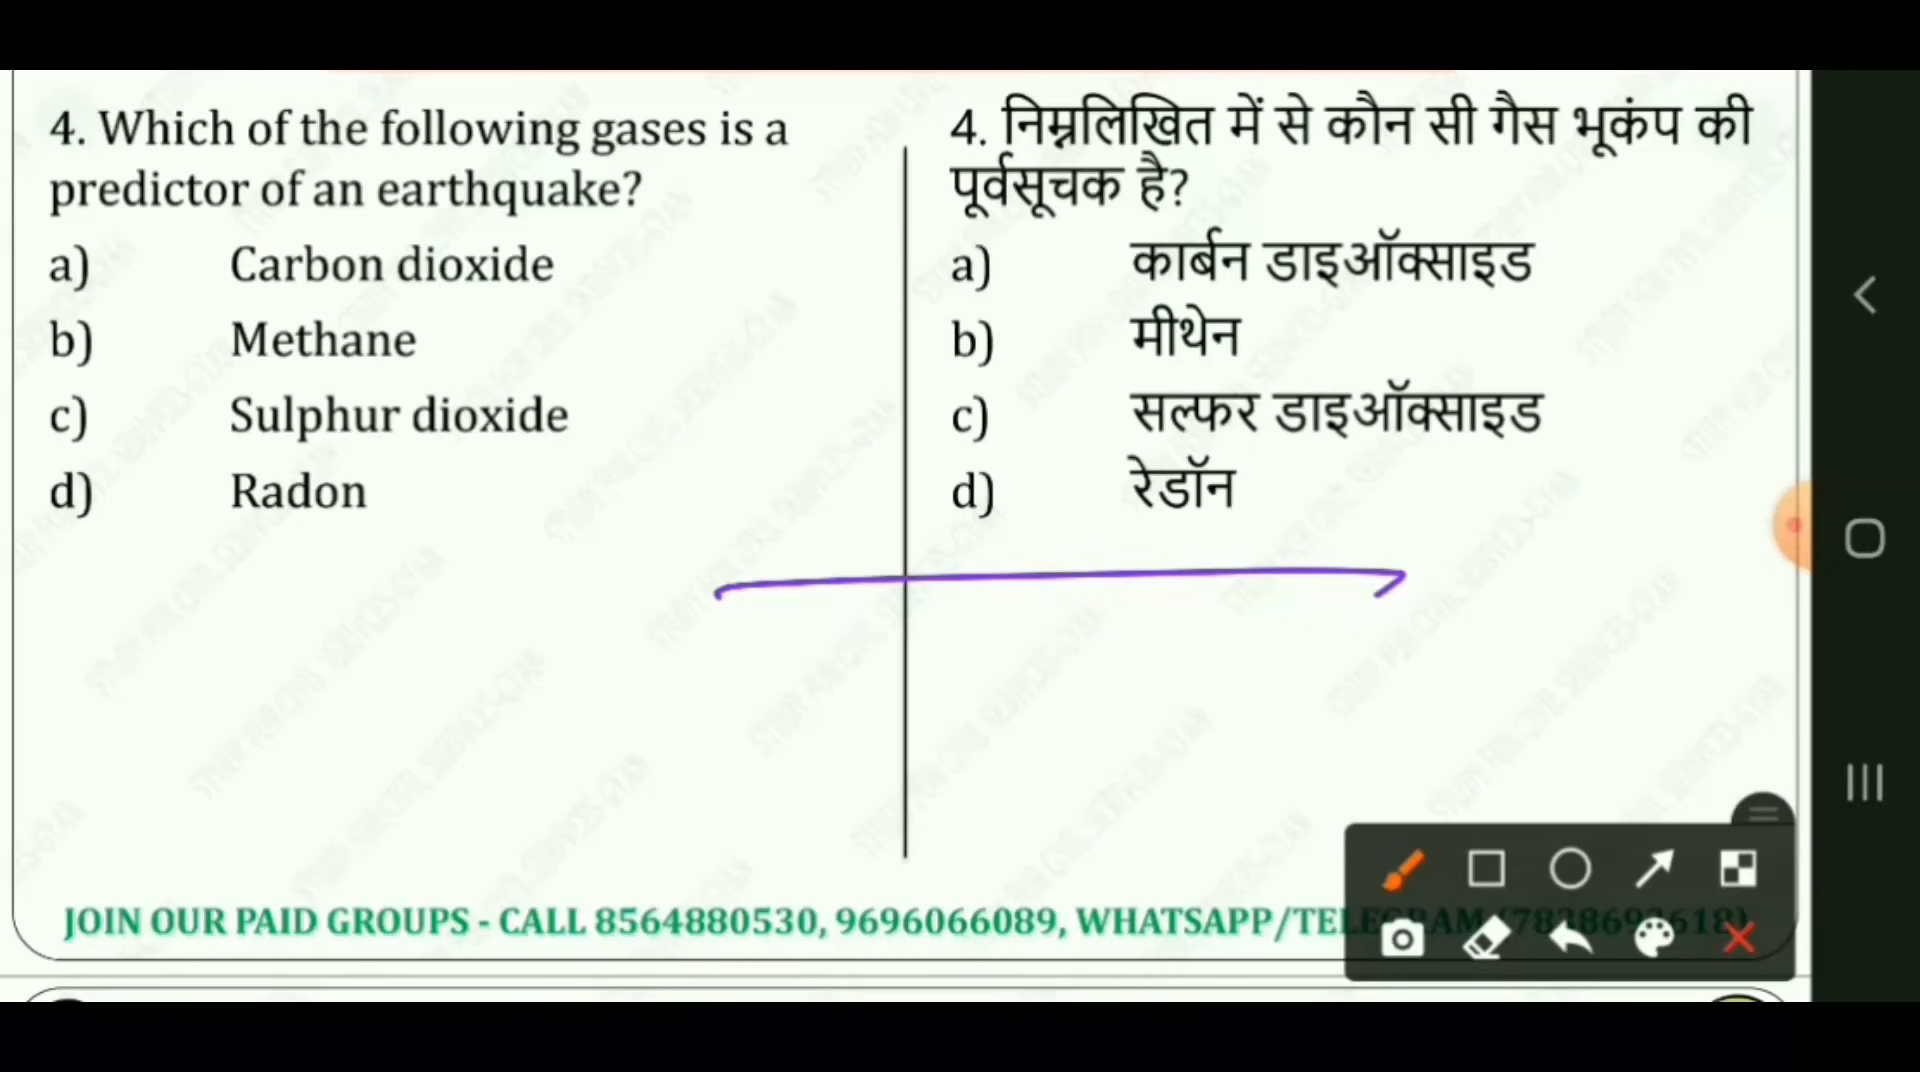 4. Which of the following gases is a
predictor of an earthquake?
a) Carbon dioxide
b) Methane
c) Sulphur dioxide
d) Radon
4. निम्नलिखित में से कौन सी गैस भूकंप की
पूर्वसूचक है?
a) कार्बन डाइऑक्साइड
b) मीथेन
c) सल्फर डाइऑक्साइड
d) रेडॉन
JOIN OUR PAID GROUPS - CALL 8564880530, 9696066089, WHATSAPP/TELEGRAM